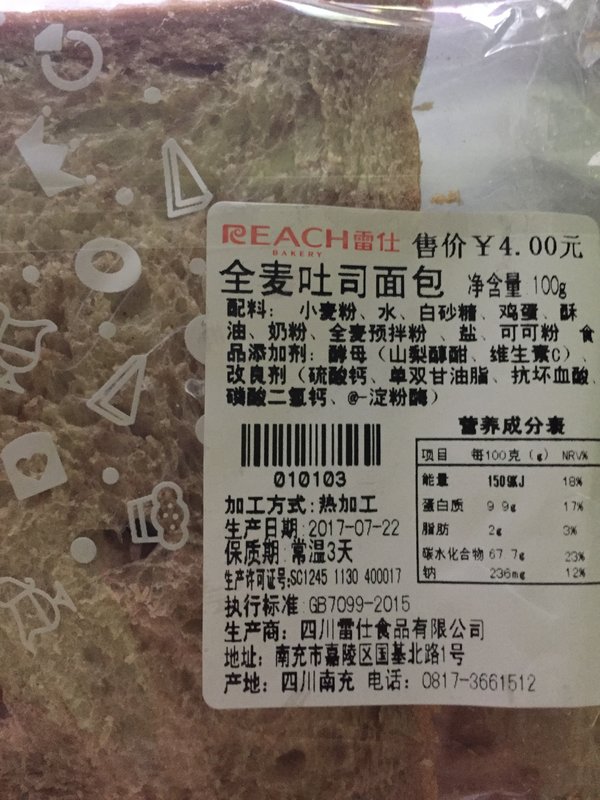 REACH雷仕 售价￥4.00元
BAKERY
全麦吐司面包 净含量 100g
配料： 小麦粉、水、白砂糖、鸡蛋、酥
油、奶粉、全麦预拌粉 、盐、可可粉 食
品添加剂：酵母（山梨醇酐、维生素C）、
改良剂（硫酸钙、单双甘油脂、抗坏血酸、
磷酸二氢钙、@-淀粉酶）
营养成分表
项目 每100克（g） NRV%
能量 1509KJ 18%
蛋白质 9 9g 17%
脂肪 2g 3%
碳水化合物 67.7g 23%
钠 236mg 12%
010103
加工方式：热加工
生产日期 2017-07-22
保质期 常温3天
生产许可证号:SC1245 1130 400017
执行标准 GB7099-2015
生产商：四川雷仕食品有限公司
地址：南充市嘉陵区国基北路1号
产地：四川南充 电话：0817-3661512